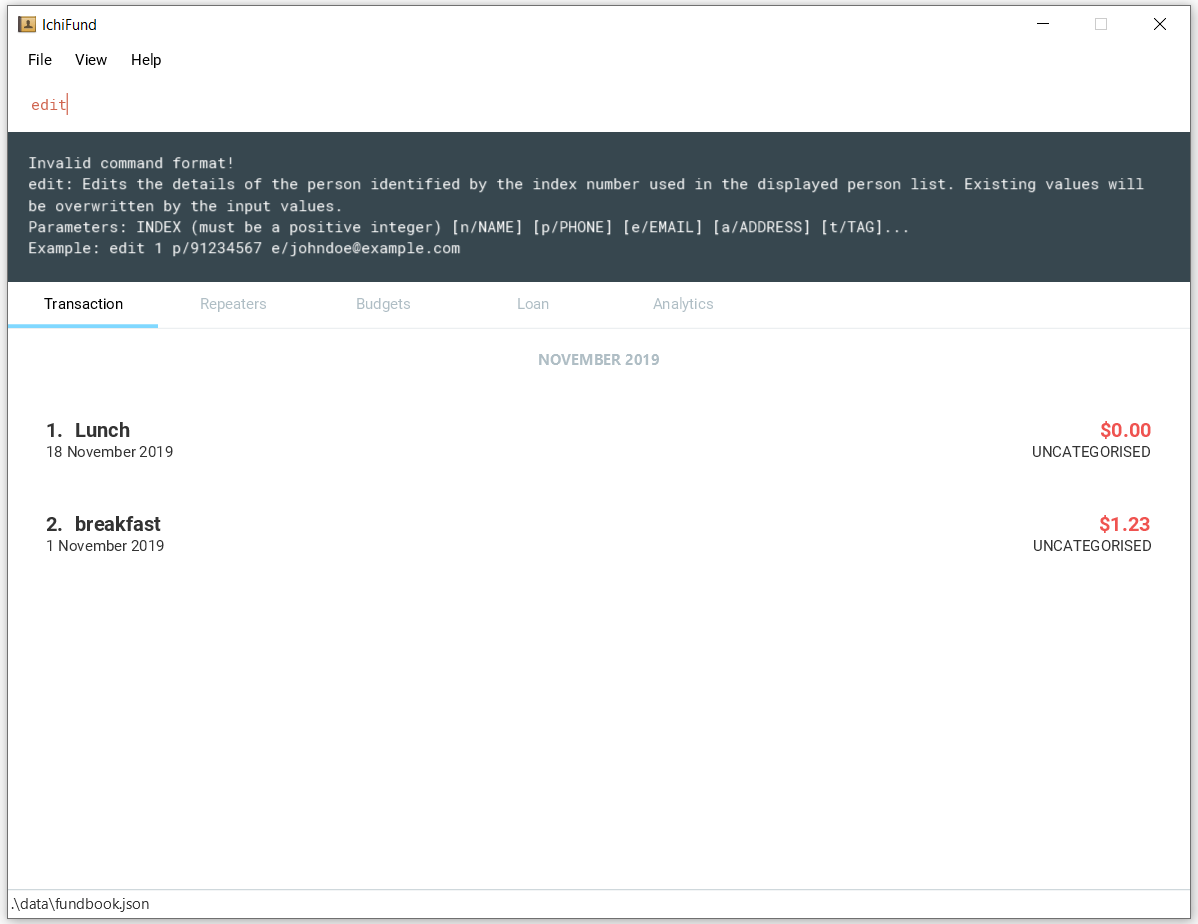 IchiFund
File View Help
edit
Invalid command format!
edit: Edits the details of the person identified by the index number used in the displayed person list. Existing values will
be overwritten by the input values.
Parameters: INDEX (must be a positive integer) [n/NAME] [p/PHONE] [e/EMAIL] [a/ADDRESS] [t/TAG]...
Example: edit 1 p/91234567 e/johndoe@example.com
Transaction Repeaters Budgets Loan Analytics
NOVEMBER 2019
1. Lunch $0.00
18 November 2019 UNCATEGORISED
2. breakfast $1.23
1 November 2019 UNCATEGORISED
.\data\fundbook.json